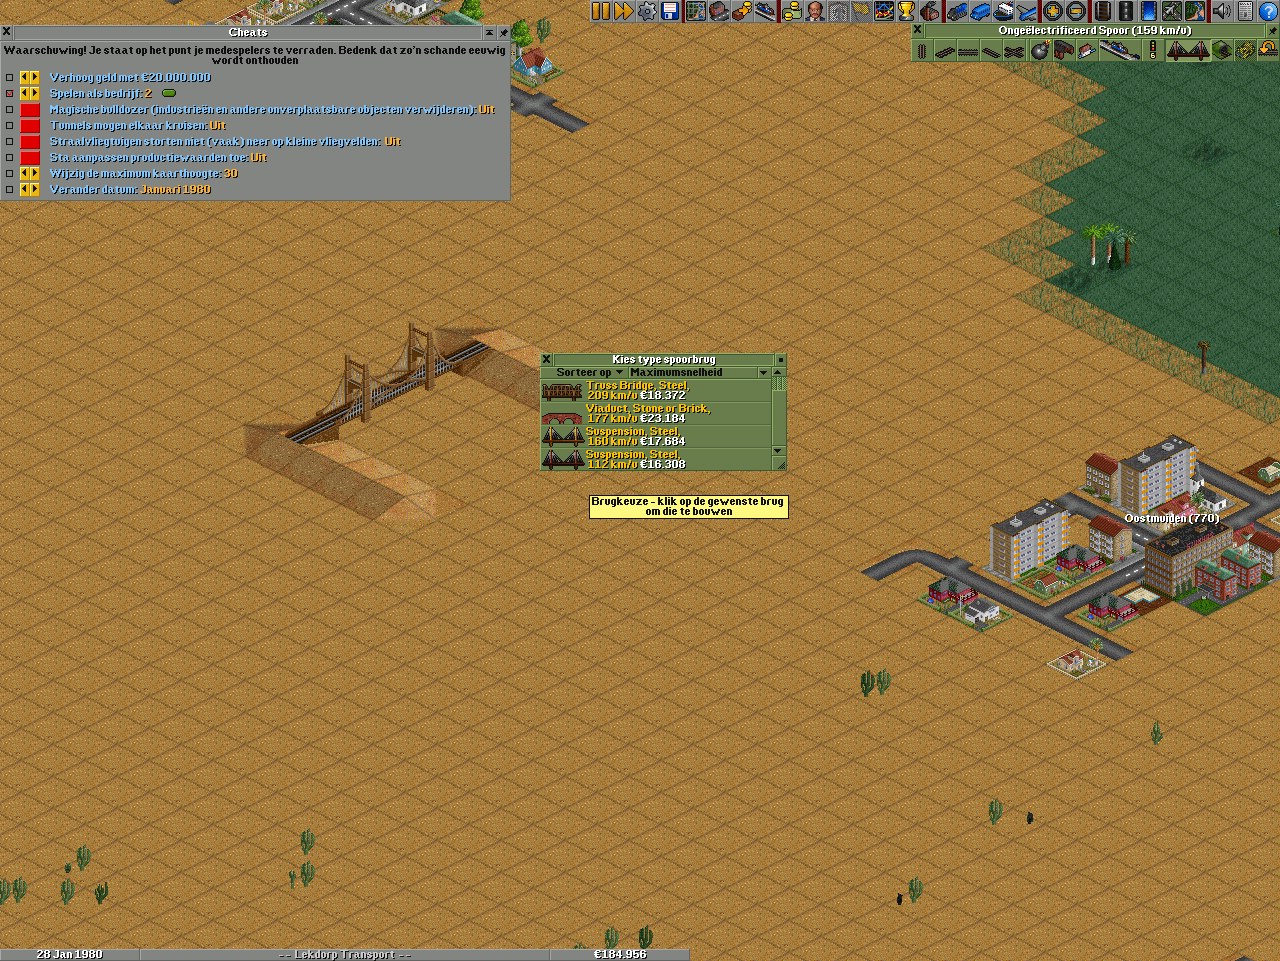 Cheats
Waarschuwing! Je staat op het punt je medespelers te verraden. Bedenk dat zo'n schande eeuwig
wordt onthouden
Verhoog geld met €20.000.000
Spelen als bedrijf: 2
Magische bulldozer (industrieën en andere onverplaatsbare objecten verwijderen): Uit
Tunnels mogen elkaar kruisen: Uit
Straalvliegtuigen storten niet (vaak) neer op kleine vliegvelden: Uit
Sta aanpassen productiewaarden toe: Uit
Wijzig de maximum kaarthoogte: 30
Verander datum: Januari 1980
Ongeëlectrificeerd Spoor (159 km/u)
Kies type spoorbrug
Sorteer op Maximumsnelheid
Truss Bridge, Steel,
209 km/u €18.372
Viaduct, Stone or Brick,
177 km/u €23.184
Suspension, Steel,
160 km/u €17.684
Suspension, Steel,
112 km/u €16.308
Brugkeuze - klik op de gewenste brug
om die te bouwen
Oostmuiden (770)
28 Jan 1980
-- Lekdorp Transport --
€184.956